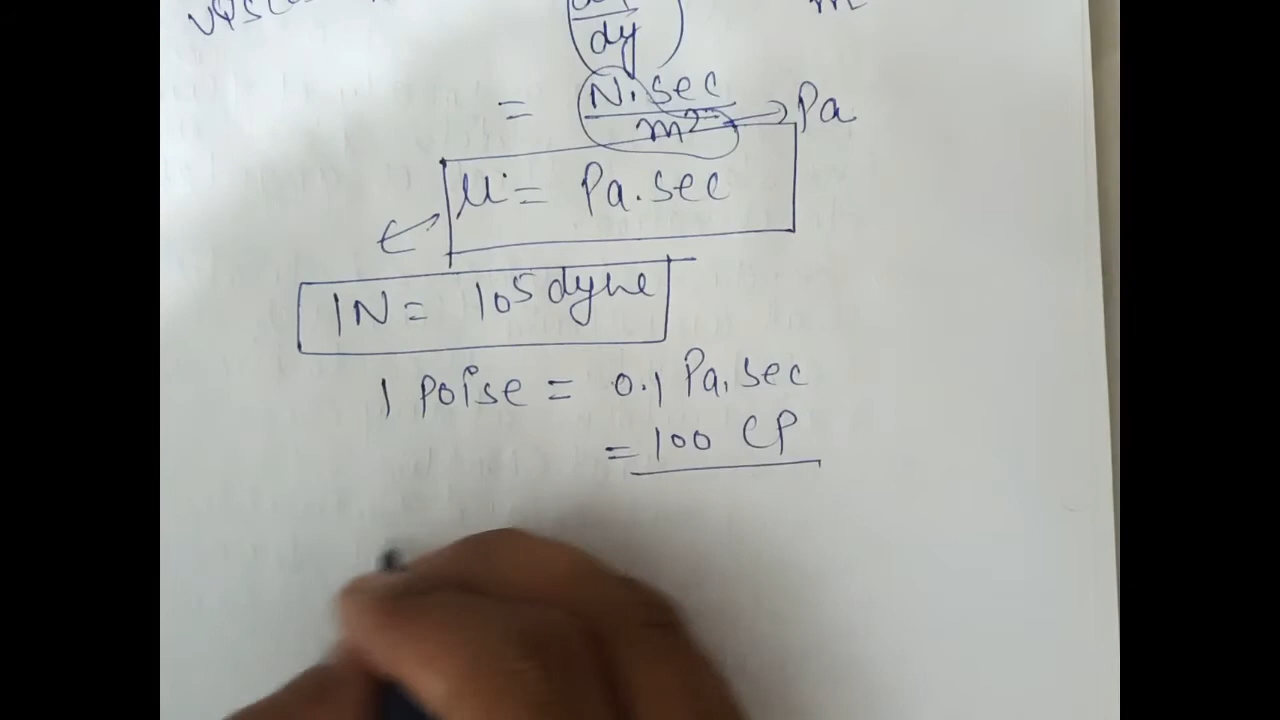 dy
= N.sec
m² → Pa
μ = Pa.sec
1N = 10⁵ dyne
1 poise = 0.1 Pa.sec
= 100 CP